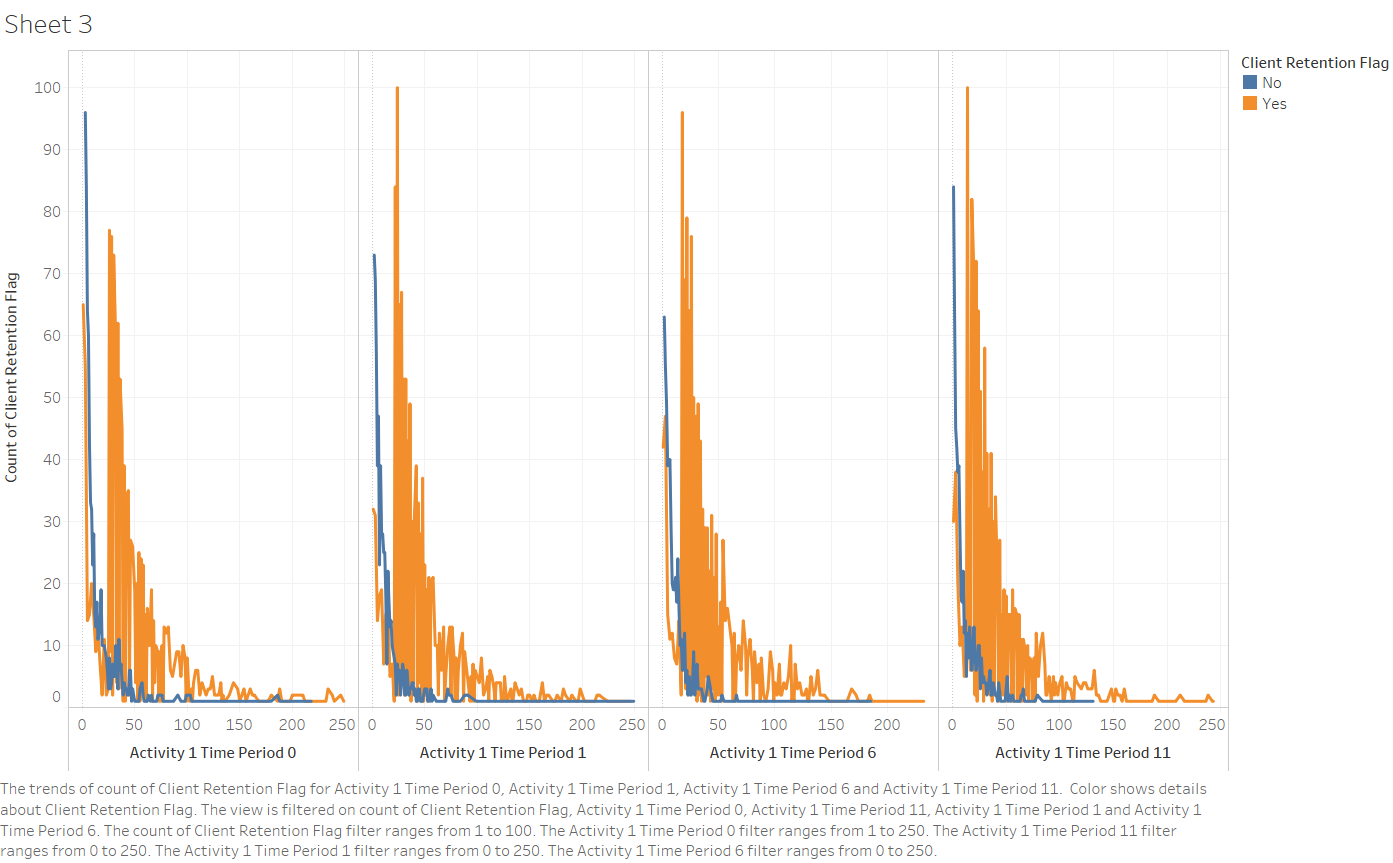 Sheet 3
Client Retention Flag
No
Yes
Count of Client Retention Flag
100
90
80
70
60
50
40
30
20
10
0
0 50 100 150 200 250
0 50 100 150 200 250
0 50 100 150 200
0 50 100 150 200 250
Activity 1 Time Period 0
Activity 1 Time Period 1
Activity 1 Time Period 6
Activity 1 Time Period 11
The trends of count of Client Retention Flag for Activity 1 Time Period 0, Activity 1 Time Period 1, Activity 1 Time Period 6 and Activity 1 Time Period 11.  Color shows details
about Client Retention Flag. The view is filtered on count of Client Retention Flag, Activity 1 Time Period 0, Activity 1 Time Period 11, Activity 1 Time Period 1 and Activity 1
Time Period 6. The count of Client Retention Flag filter ranges from 1 to 100. The Activity 1 Time Period 0 filter ranges from 1 to 250. The Activity 1 Time Period 11 filter
ranges from 0 to 250. The Activity 1 Time Period 1 filter ranges from 0 to 250. The Activity 1 Time Period 6 filter ranges from 0 to 250.